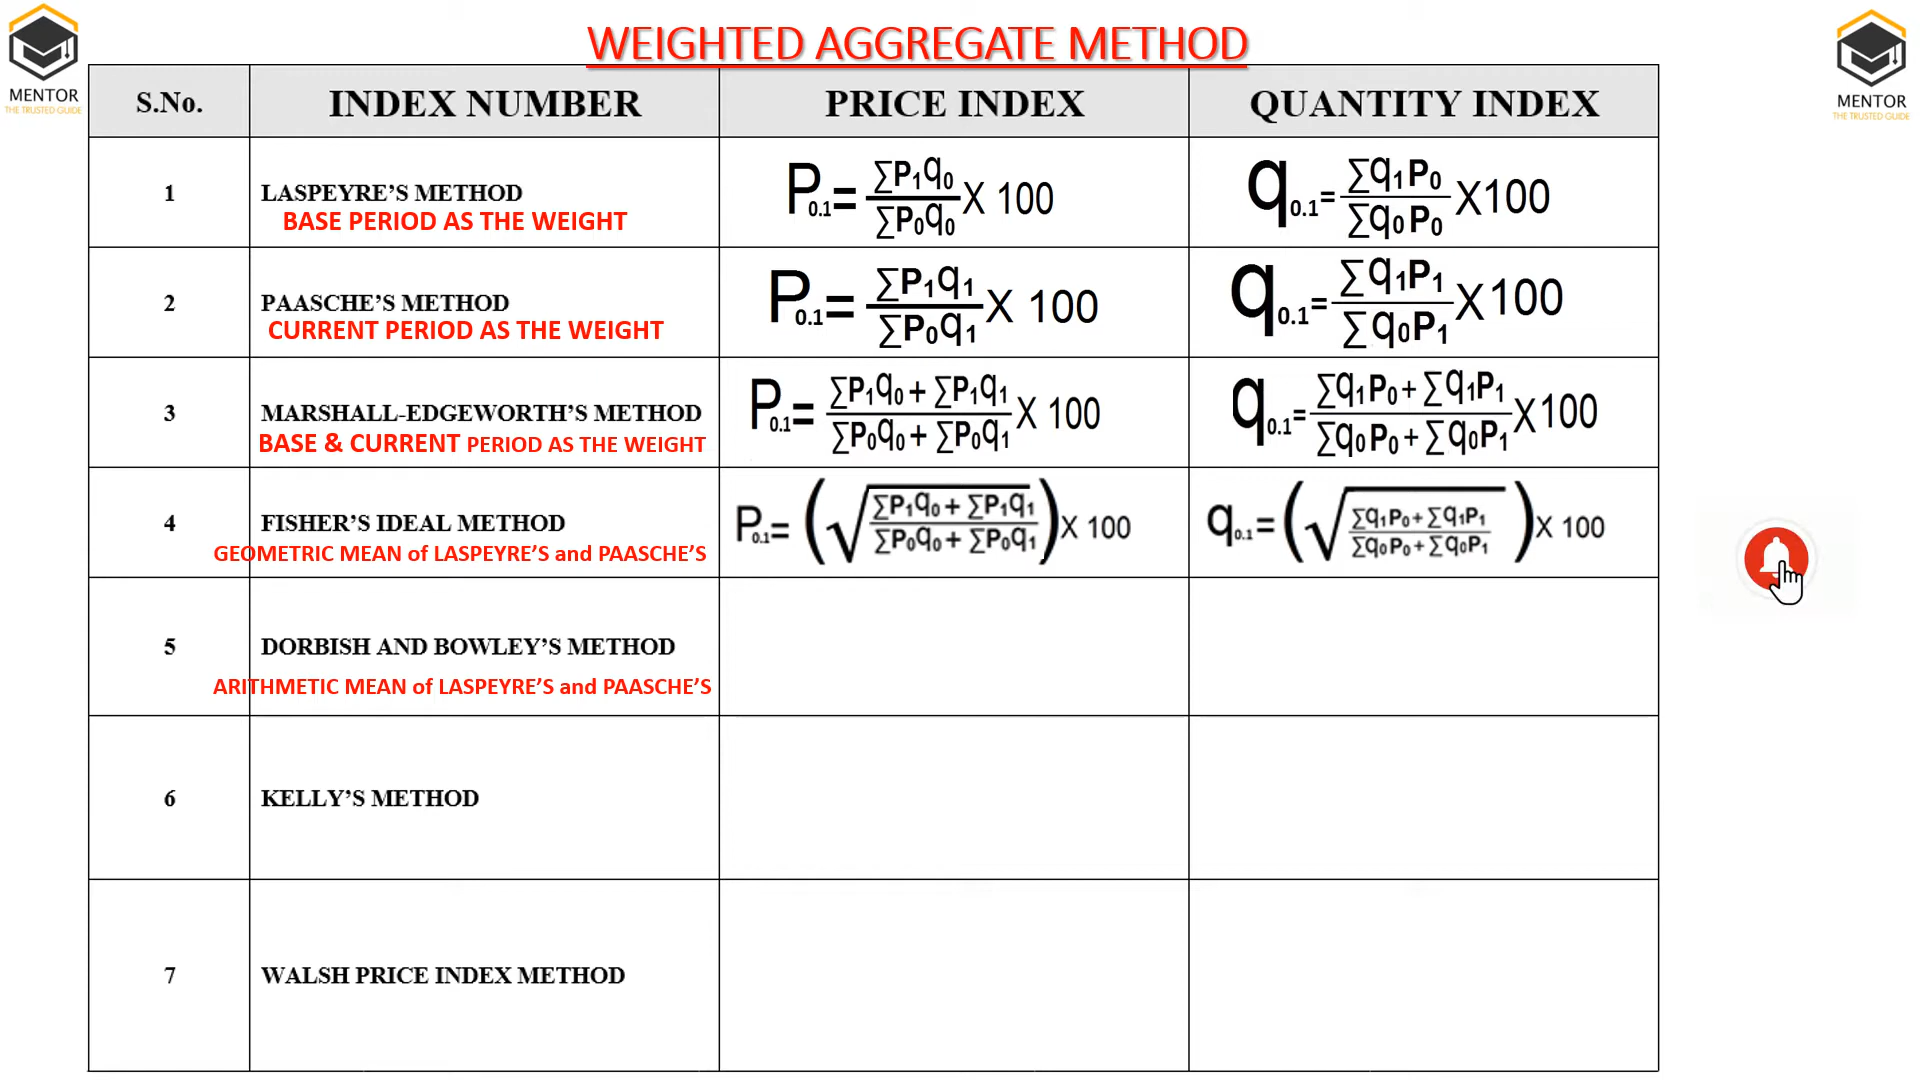 WEIGHTED AGGREGATE METHOD
MENTOR
THE TRUSTED GUIDE
MENTOR
THE TRUSTED GUIDE
S.No. INDEX NUMBER PRICE INDEX QUANTITY INDEX
1 LASPEYRE'S METHOD P₀.₁= ∑P₁q₀ / ∑P₀q₀ X 100 q₀.₁= ∑q₁P₀ / ∑q₀P₀ X100
BASE PERIOD AS THE WEIGHT
2 PAASCHE'S METHOD P₀.₁= ∑P₁q₁ / ∑P₀q₁ X 100 q₀.₁= ∑q₁P₁ / ∑q₀P₁ X100
CURRENT PERIOD AS THE WEIGHT
3 MARSHALL-EDGEWORTH'S METHOD P₀.₁= ∑P₁q₀ + ∑P₁q₁ / ∑P₀q₀ + ∑P₀q₁ X 100 q₀.₁= ∑q₁P₀ + ∑q₁P₁ / ∑q₀P₀ + ∑q₀P₁ X100
BASE & CURRENT PERIOD AS THE WEIGHT
4 FISHER'S IDEAL METHOD P₀.₁= (√ ∑P₁q₀ + ∑P₁q₁ / ∑P₀q₀ + ∑P₀q₁ ) X 100 q₀.₁= (√ ∑q₁P₀ + ∑q₁P₁ / ∑q₀P₀ + ∑q₀P₁ ) X 100
GEOMETRIC MEAN of LASPEYRE'S and PAASCHE'S
5 DORBISH AND BOWLEY'S METHOD
ARITHMETIC MEAN of LASPEYRE'S and PAASCHE'S
6 KELLY'S METHOD
7 WALSH PRICE INDEX METHOD